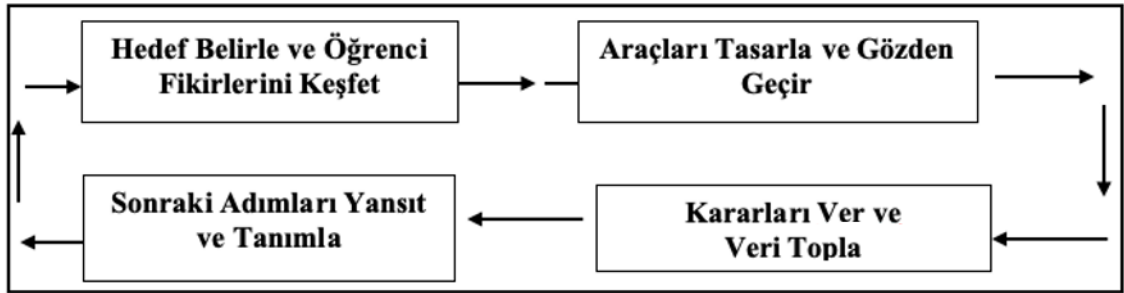 Hedef Belirle ve Öğrenci
Fikirlerini Keşfet
Araçları Tasarla ve Gözden
Geçir
Sonraki Adımları Yansıt
ve Tanımla
Kararları Ver ve
Veri Topla